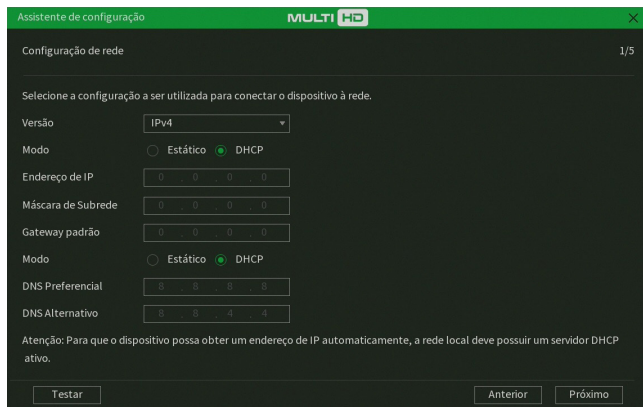 Assistente de configuração MULTI HD
Configuração de rede 1/5
Selecione a configuração a ser utilizada para conectar o dispositivo à rede.
Versão IPv4
Modo Estático DHCP
Endereço de IP 0 . 0 . 0 . 0
Máscara de Subrede 0 . 0 . 0 . 0
Gateway padrão 0 . 0 . 0 . 0
Modo Estático DHCP
DNS Preferencial 8 . 8 . 8 . 8
DNS Alternativo 8 . 8 . 4 . 4
Atenção: Para que o dispositivo possa obter um endereço de IP automaticamente, a rede local deve possuir um servidor DHCP
ativo.
Testar Anterior Próximo